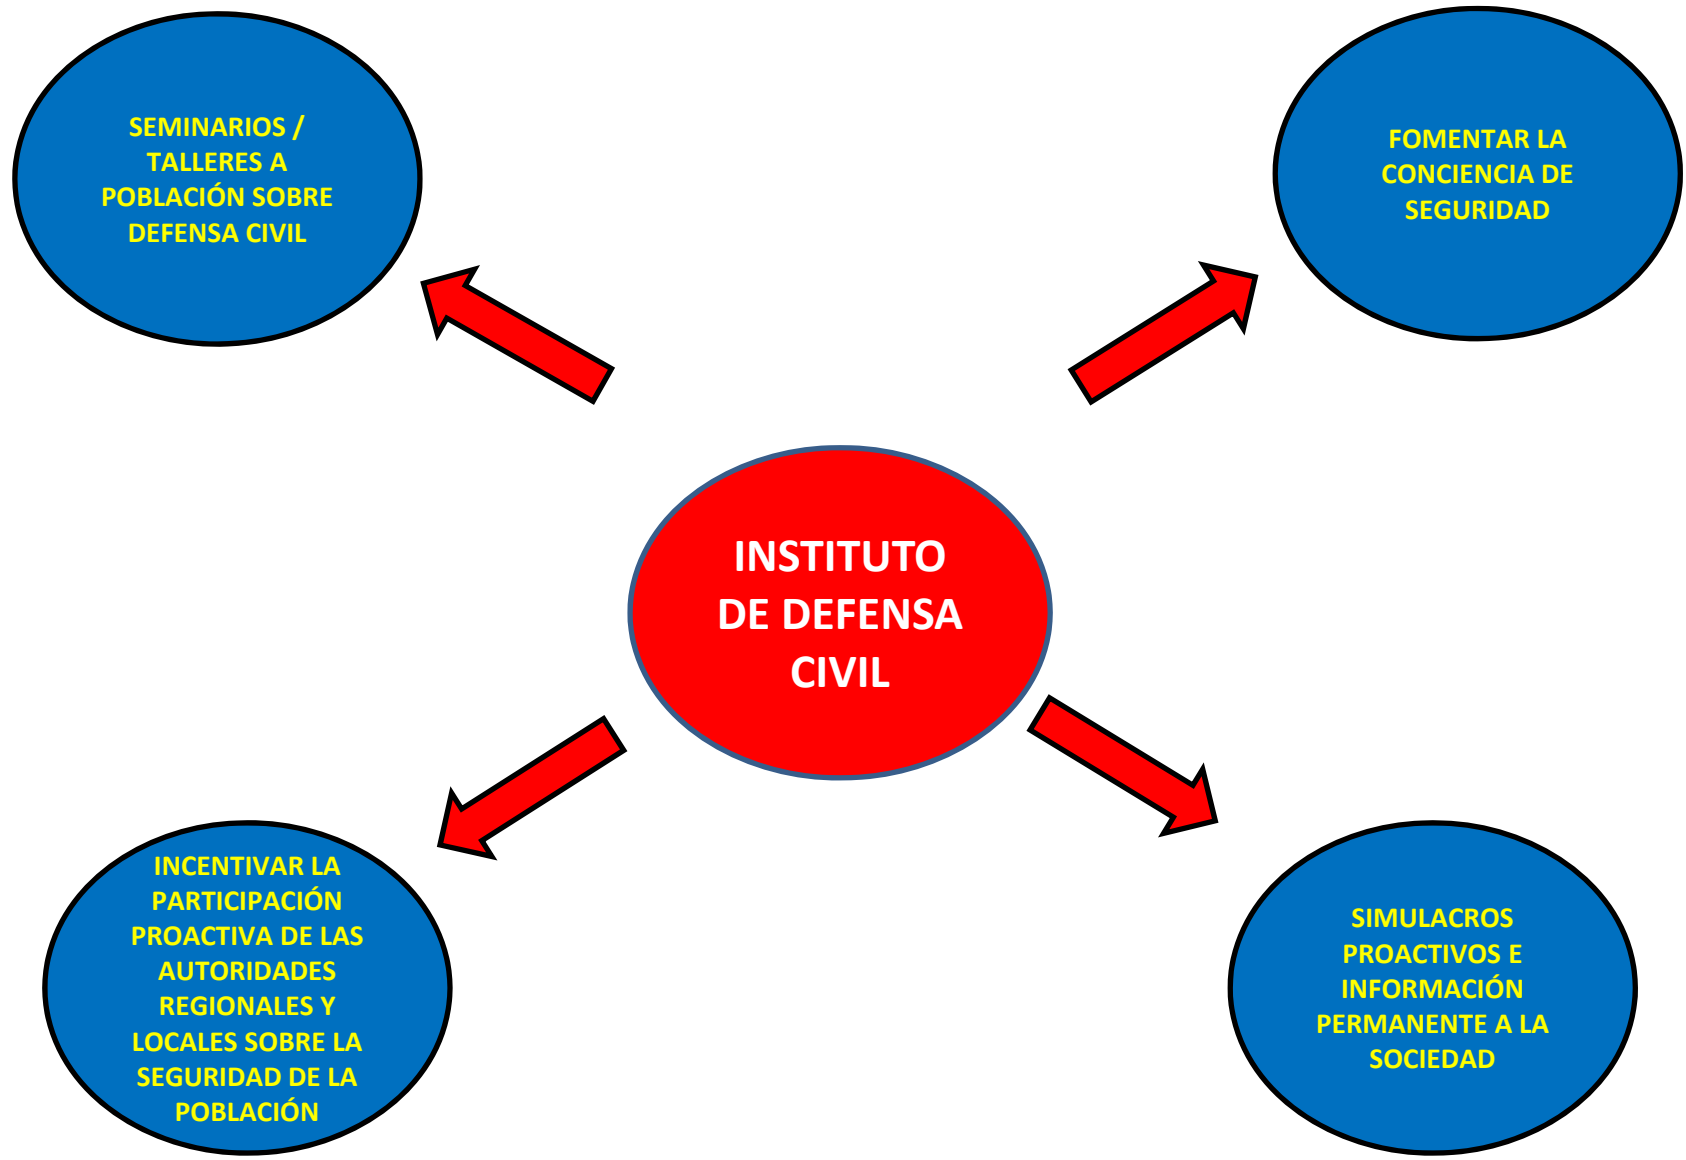 SEMINARIOS /
TALLERES A
POBLACIÓN SOBRE
DEFENSA CIVIL
FOMENTAR LA
CONCIENCIA DE
SEGURIDAD
INSTITUTO
DE DEFENSA
CIVIL
INCENTIVAR LA
PARTICIPACIÓN
PROACTIVA DE LAS
AUTORIDADES
REGIONALES Y
LOCALES SOBRE LA
SEGURIDAD DE LA
POBLACIÓN
SIMULACROS
PROACTIVOS E
INFORMACIÓN
PERMANENTE A LA
SOCIEDAD